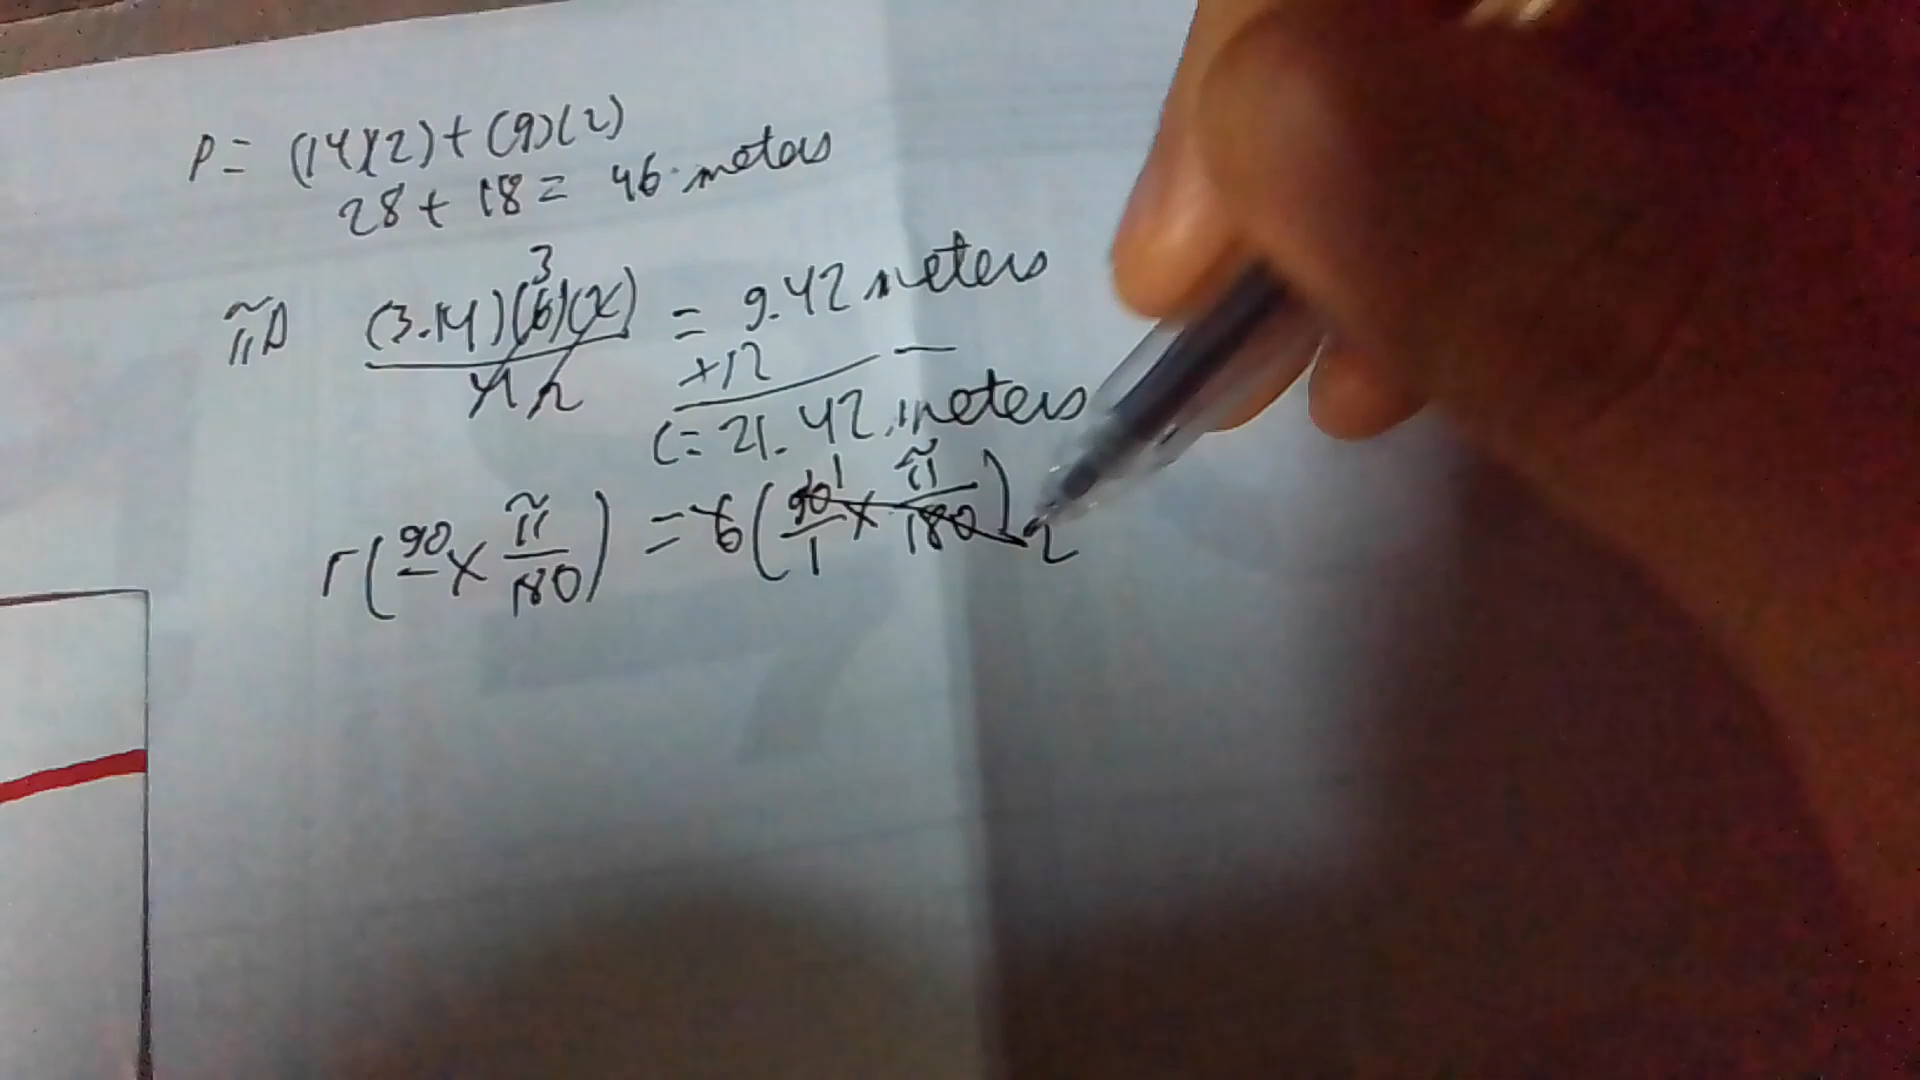 P = (14)(2) + (9)(2)
28 + 18 = 46 meters
πD (3.14)(6)(2) 3 = 9.42 meters
+12
C = 21.42 meters
r(90 × π/180) = 6(90/1 × π/180) 1 2